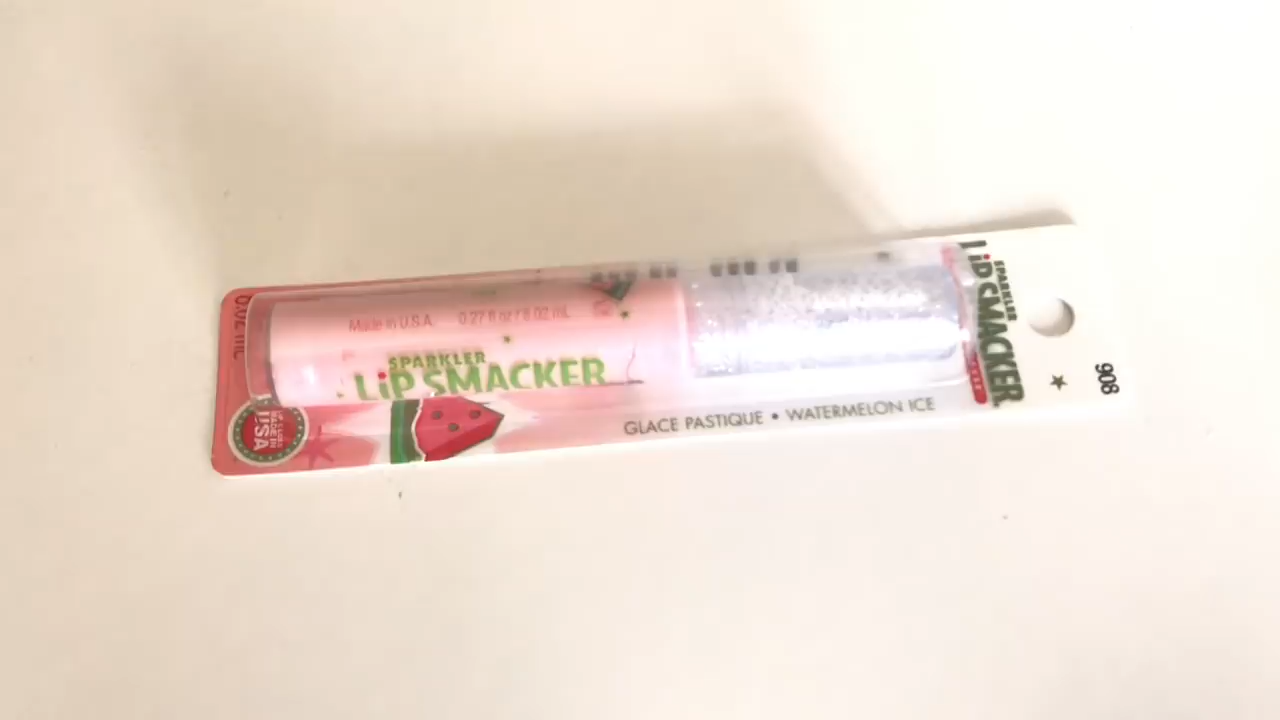 Made in U.S.A. 0.27 fl oz / 8.02 mL
SPARKLER
LiP SMACKER
GLACE PASTIQUE • WATERMELON ICE
MADE IN
USA
SPARKLER
LiP SMACKER
908